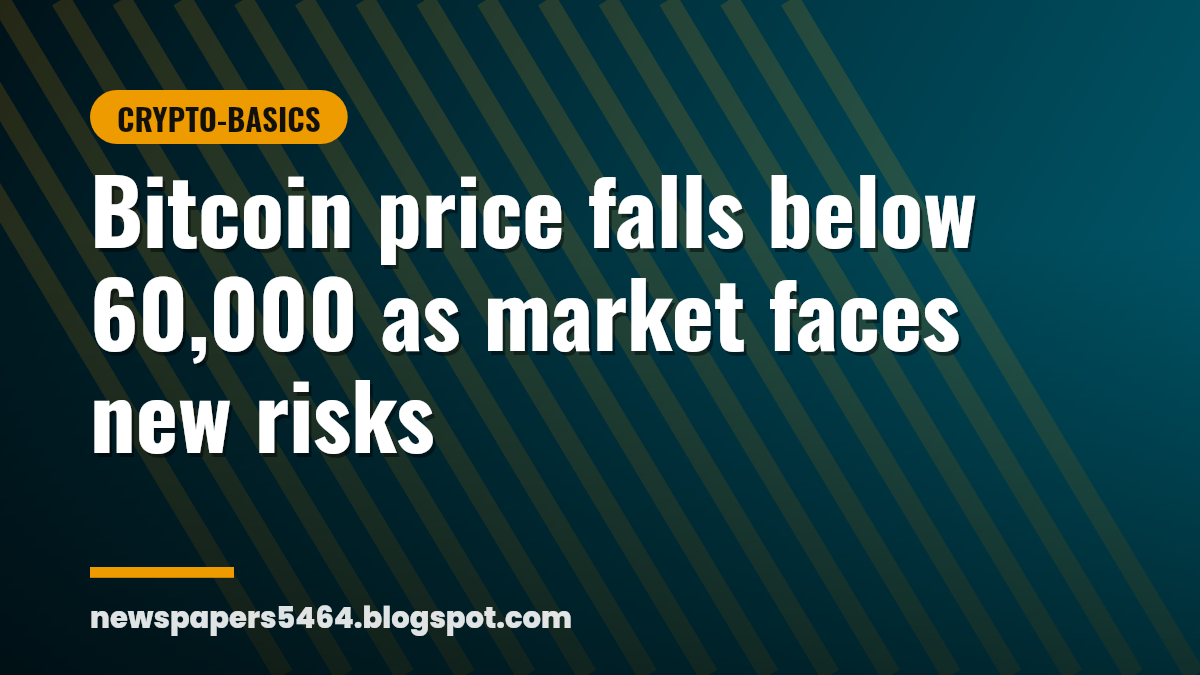 CRYPTO-BASICS
Bitcoin price falls below
60,000 as market faces
new risks
newspapers5464.blogspot.com